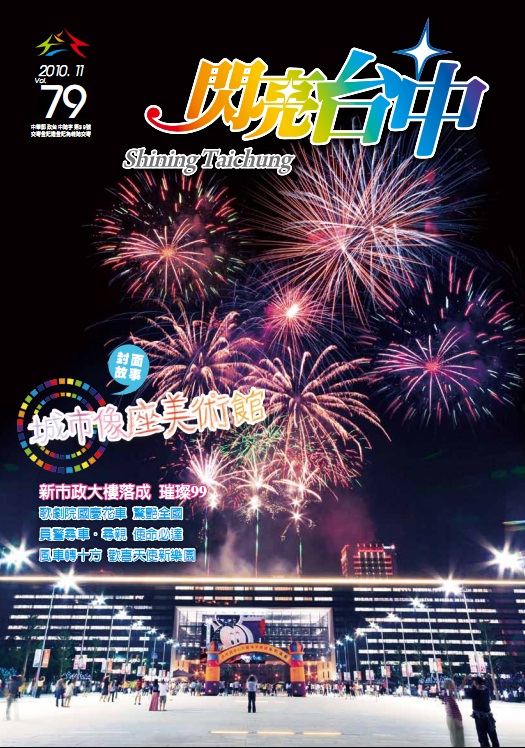 2010. 11
Vol.
79
閃亮台中
Shining Taichung
封面
故事
城市像座美術館
新市政大樓落成 璀璨99
歌劇院國慶花車 驚艷全國
員警尋車‧尋親 使命必達
風車轉十方 歡喜天使新樂園